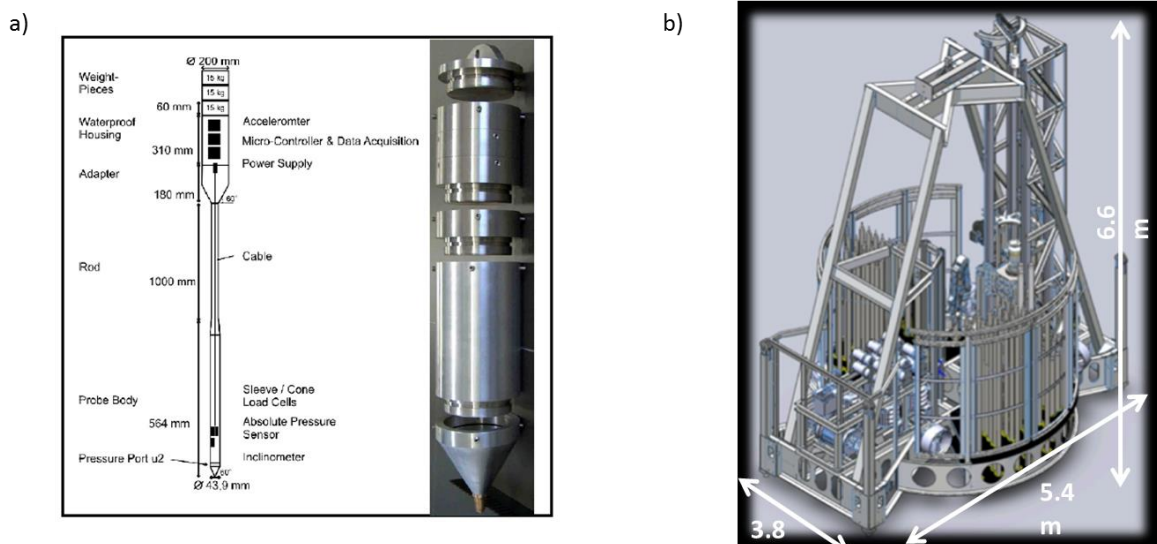 a)
Ø 200 mm
Weight-
Pieces
15 kg
15 kg
15 kg
60 mm
Waterproof
Housing
310 mm
Adapter
180 mm
60°
Rod
1000 mm
Probe Body
564 mm
Pressure Port u2
60°
Ø 43,9 mm
Acceleromter
Micro-Controller & Data Acquisition
Power Supply
Cable
Sleeve / Cone
Load Cells
Absolute Pressure
Sensor
Inclinometer
b)
6.6
m
5.4
m
3.8